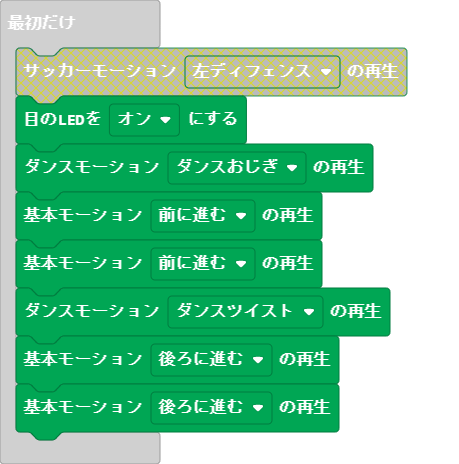 最初だけ
サッカーモーション 左ディフェンス の再生
目のLEDを オン にする
ダンスモーション ダンスおじぎ の再生
基本モーション 前に進む の再生
基本モーション 前に進む の再生
ダンスモーション ダンスツイスト の再生
基本モーション 後ろに進む の再生
基本モーション 後ろに進む の再生